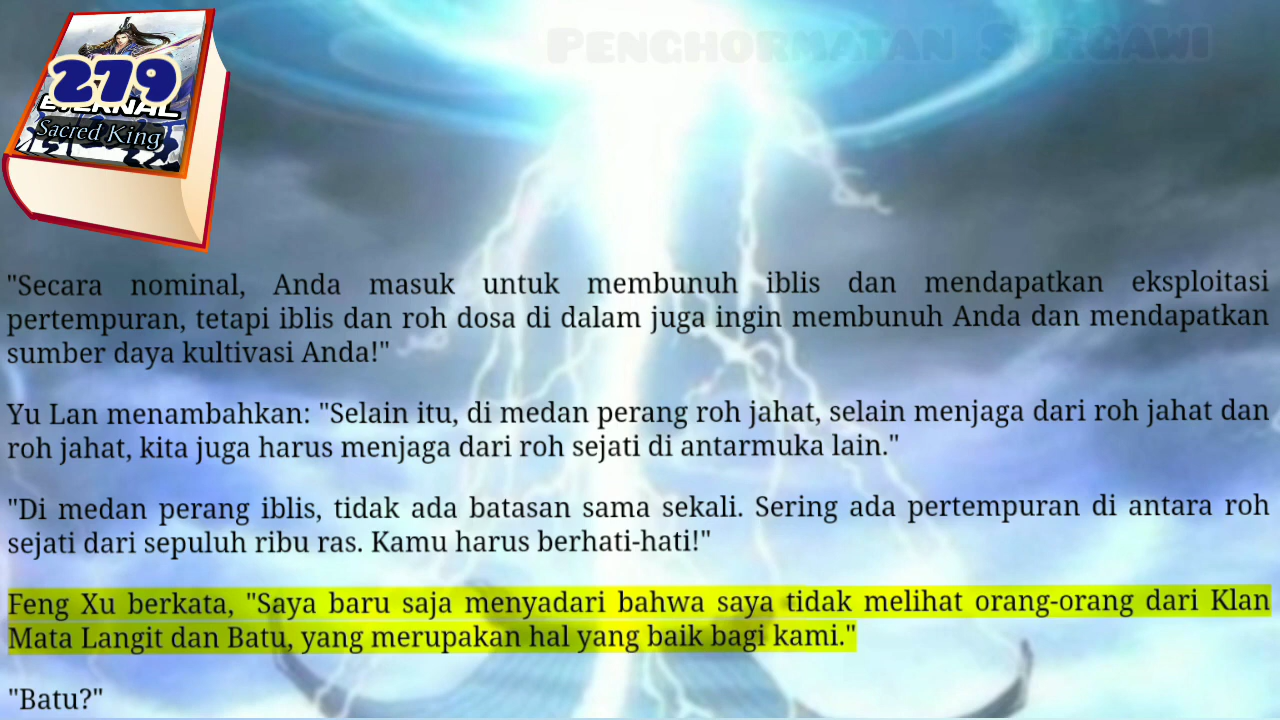 PENGHORMATAN SURGAWI
279
ETERNAL
Sacred King
"Secara nominal, Anda masuk untuk membunuh iblis dan mendapatkan eksploitasi
pertempuran, tetapi iblis dan roh dosa di dalam juga ingin membunuh Anda dan mendapatkan
sumber daya kultivasi Anda!"
Yu Lan menambahkan: "Selain itu, di medan perang roh jahat, selain menjaga dari roh jahat dan
roh jahat, kita juga harus menjaga dari roh sejati di antarmuka lain."
"Di medan perang iblis, tidak ada batasan sama sekali. Sering ada pertempuran di antara roh
sejati dari sepuluh ribu ras. Kamu harus berhati-hati!"
Feng Xu berkata, "Saya baru saja menyadari bahwa saya tidak melihat orang-orang dari Klan
Mata Langit dan Batu, yang merupakan hal yang baik bagi kami."
"Batu?"